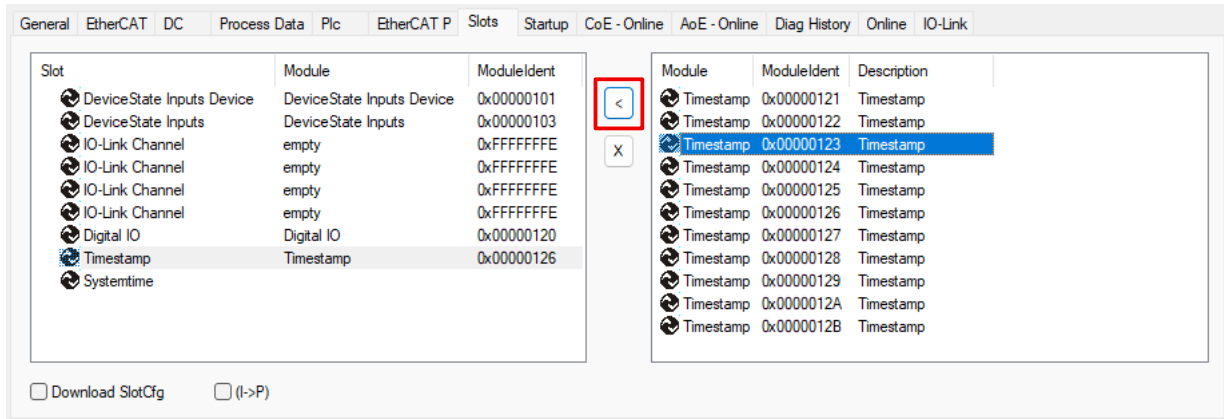 General EtherCAT DC Process Data Plc EtherCAT P Slots Startup CoE - Online AoE - Online Diag History Online IO-Link
Slot Module ModuleIdent
DeviceState Inputs Device DeviceState Inputs Device 0x00000101
DeviceState Inputs DeviceState Inputs 0x00000103
IO-Link Channel empty 0xFFFFFFFE
IO-Link Channel empty 0xFFFFFFFE
IO-Link Channel empty 0xFFFFFFFE
IO-Link Channel empty 0xFFFFFFFE
Digital IO Digital IO 0x00000120
Timestamp Timestamp 0x00000126
Systemtime
<
X
Module ModuleIdent Description
Timestamp 0x00000121 Timestamp
Timestamp 0x00000122 Timestamp
Timestamp 0x00000123 Timestamp
Timestamp 0x00000124 Timestamp
Timestamp 0x00000125 Timestamp
Timestamp 0x00000126 Timestamp
Timestamp 0x00000127 Timestamp
Timestamp 0x00000128 Timestamp
Timestamp 0x00000129 Timestamp
Timestamp 0x0000012A Timestamp
Timestamp 0x0000012B Timestamp
Download SlotCfg (I->P)